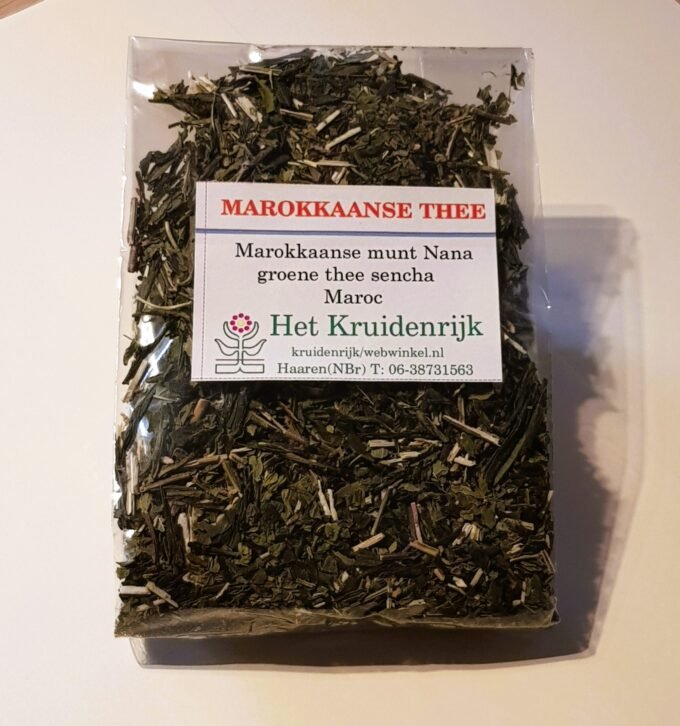 MAROKKAANSE THEE
Marokkaanse munt Nana
groene thee sencha
Maroc
Het Kruidenrijk
kruidenrijk/webwinkel.nl
Haaren(NBr) T: 06-38731563